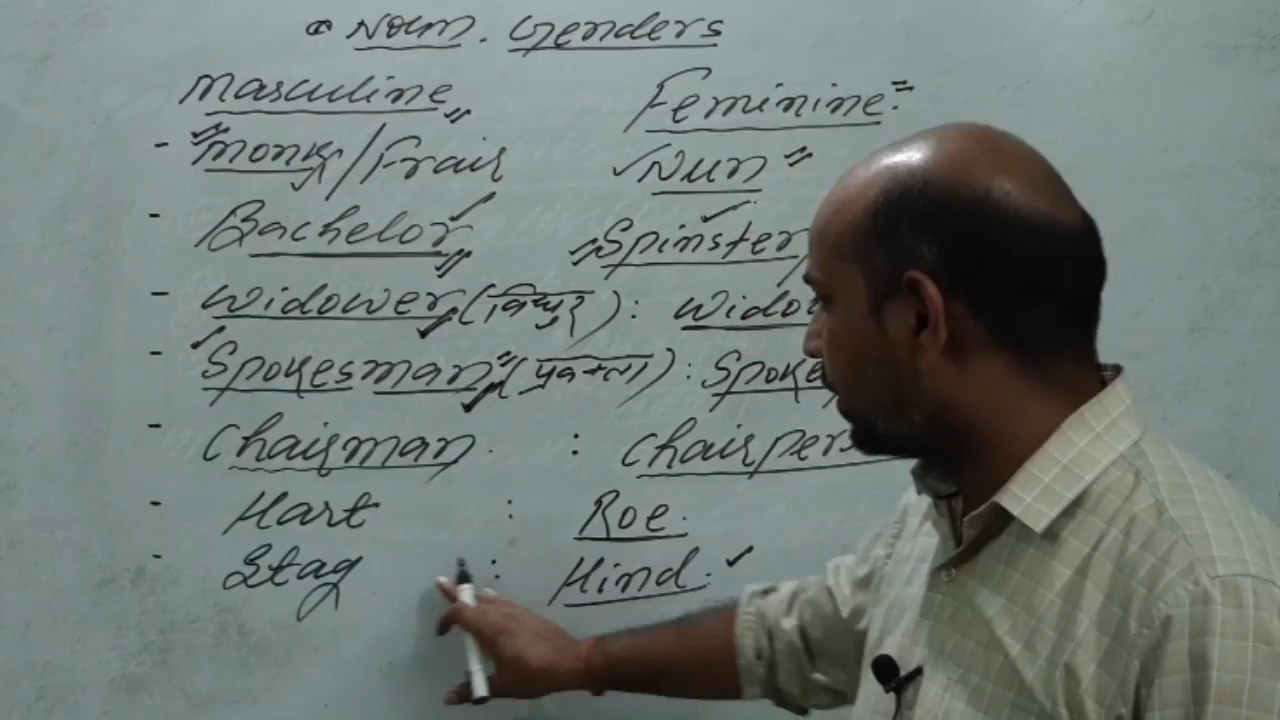 Noun. Genders
Masculine Feminine
- Monk/Frair Nun
- Bachelor Spinster
- Widower (विधुर) : Wido
- Spokesman (प्रवक्ता) : Spoke
- Chairman : Chairpers
- Hart : Roe.
- Stag : Hind.